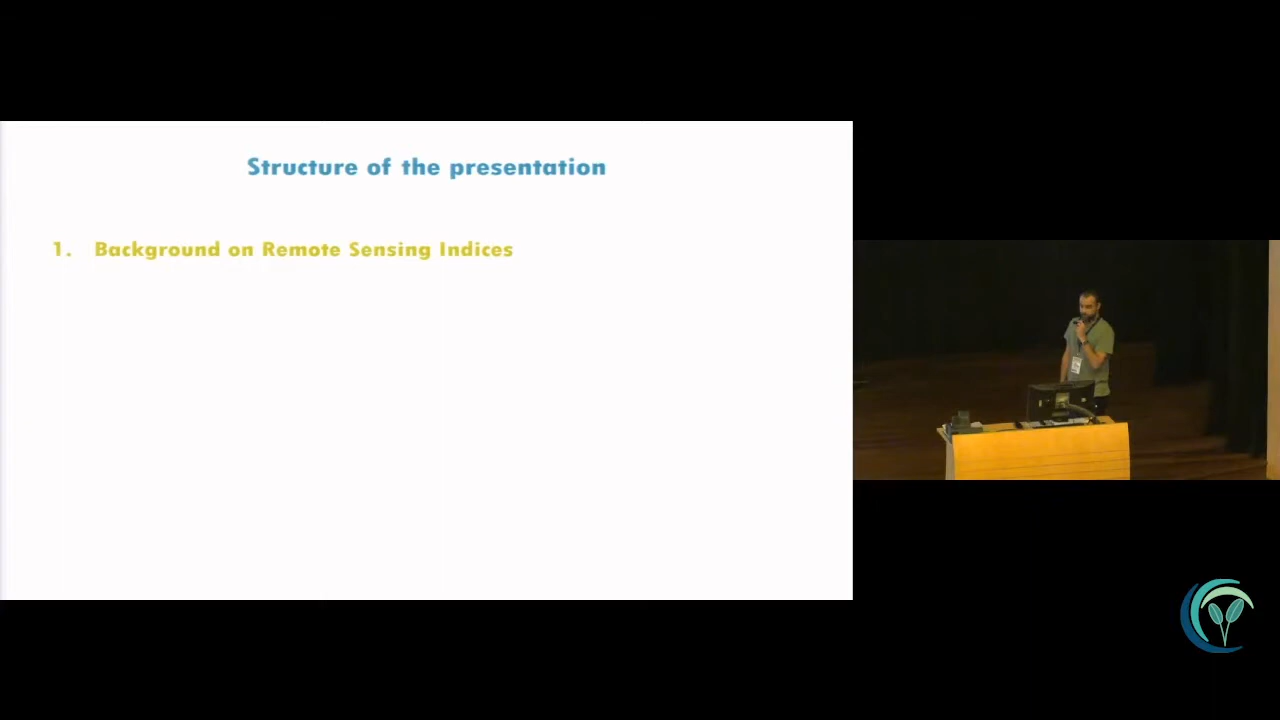 Structure of the presentation
1. Background on Remote Sensing Indices